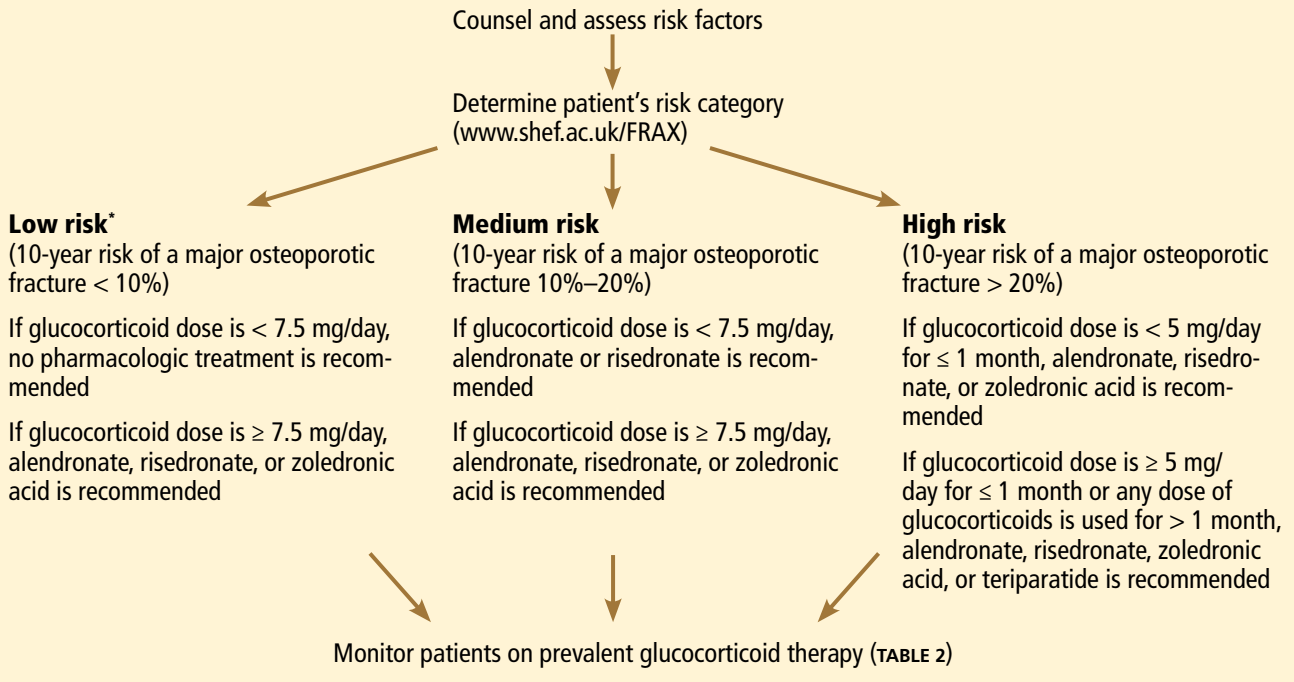 Counsel and assess risk factors
Determine patient's risk category
(www.shef.ac.uk/FRAX)
Low risk*
(10-year risk of a major osteoporotic
fracture < 10%)
If glucocorticoid dose is < 7.5 mg/day,
no pharmacologic treatment is recom-
mended
If glucocorticoid dose is ≥ 7.5 mg/day,
alendronate, risedronate, or zoledronic
acid is recommended
Medium risk
(10-year risk of a major osteoporotic
fracture 10%–20%)
If glucocorticoid dose is < 7.5 mg/day,
alendronate or risedronate is recom-
mended
If glucocorticoid dose is ≥ 7.5 mg/day,
alendronate, risedronate, or zoledronic
acid is recommended
High risk
(10-year risk of a major osteoporotic
fracture > 20%)
If glucocorticoid dose is < 5 mg/day
for ≤ 1 month, alendronate, risedro-
nate, or zoledronic acid is recom-
mended
If glucocorticoid dose is ≥ 5 mg/
day for ≤ 1 month or any dose of
glucocorticoids is used for > 1 month,
alendronate, risedronate, zoledronic
acid, or teriparatide is recommended
Monitor patients on prevalent glucocorticoid therapy (TABLE 2)